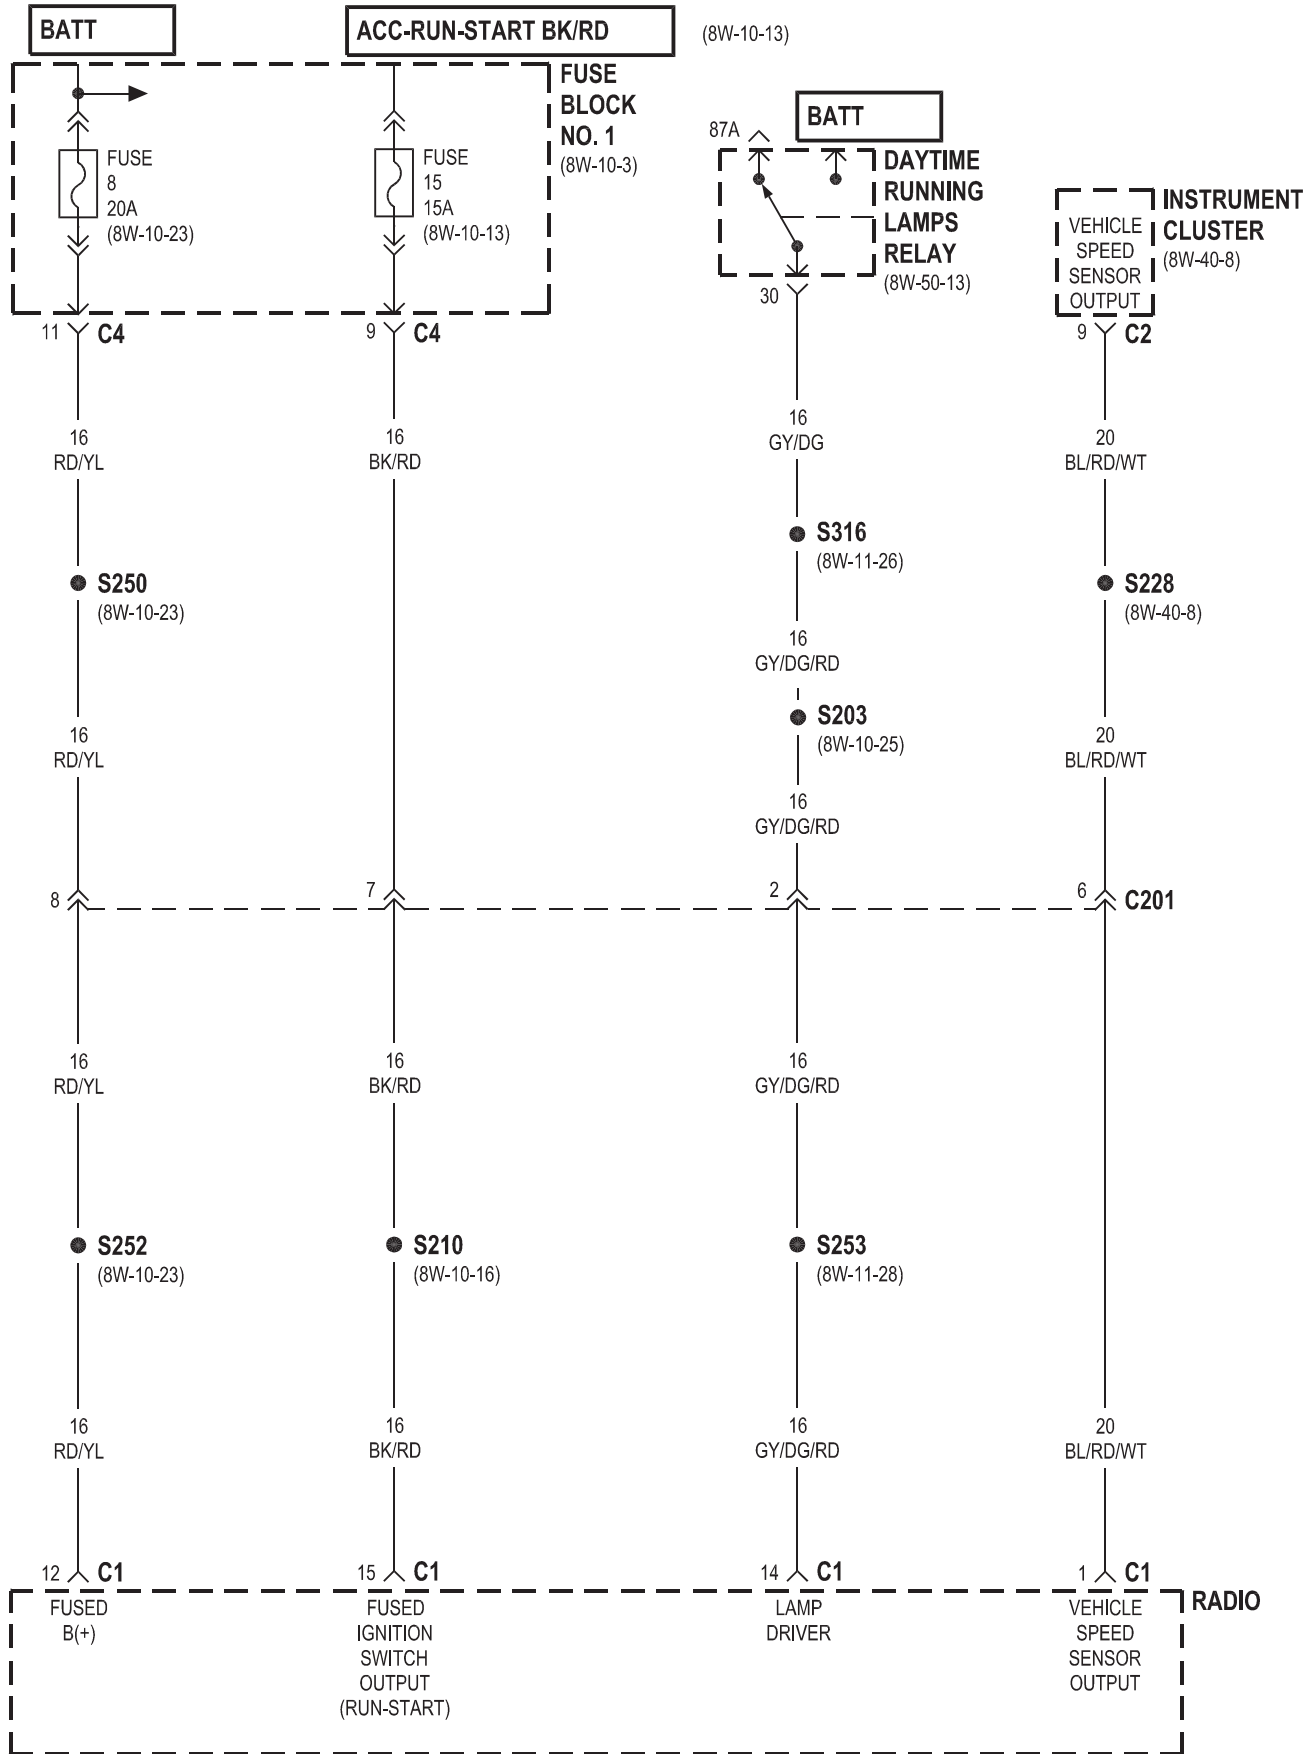 BATT
ACC-RUN-START BK/RD
(8W-10-13)
FUSE
BLOCK
NO. 1
(8W-10-3)
FUSE
8
20A
(8W-10-23)
FUSE
15
15A
(8W-10-13)
BATT
87A
DAYTIME
RUNNING
LAMPS
RELAY
(8W-50-13)
30
INSTRUMENT
CLUSTER
(8W-40-8)
VEHICLE
SPEED
SENSOR
OUTPUT
11 C4
9 C4
9 C2
16
RD/YL
16
BK/RD
16
GY/DG
20
BL/RD/WT
S316
(8W-11-26)
S250
(8W-10-23)
S228
(8W-40-8)
16
GY/DG/RD
S203
(8W-10-25)
16
RD/YL
20
BL/RD/WT
16
GY/DG/RD
8
7
2
6 C201
16
RD/YL
16
BK/RD
16
GY/DG/RD
S252
(8W-10-23)
S210
(8W-10-16)
S253
(8W-11-28)
16
RD/YL
16
BK/RD
16
GY/DG/RD
20
BL/RD/WT
12 C1
15 C1
14 C1
1 C1
RADIO
FUSED
B(+)
FUSED
IGNITION
SWITCH
OUTPUT
(RUN-START)
LAMP
DRIVER
VEHICLE
SPEED
SENSOR
OUTPUT